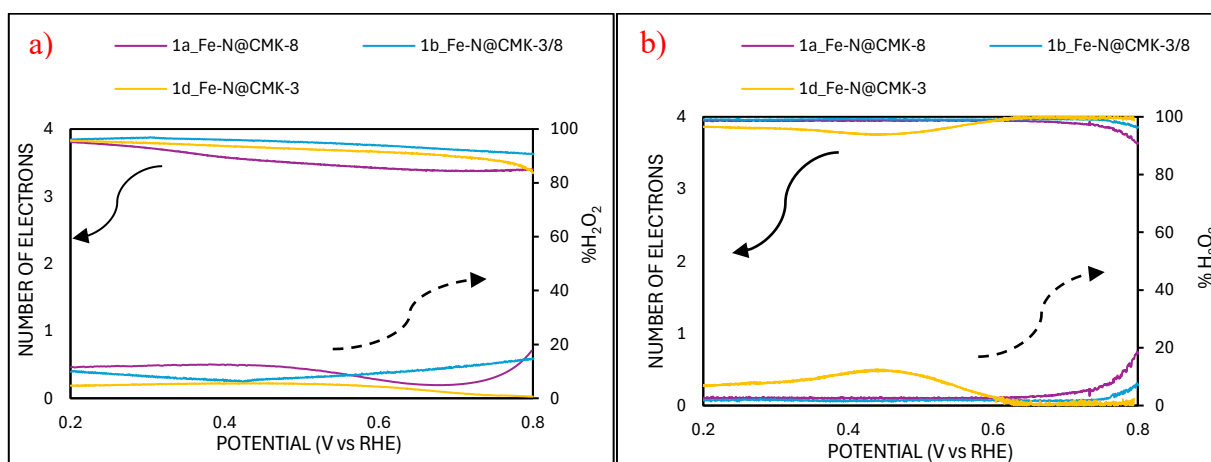 a)
1a_Fe-N@CMK-8
1b_Fe-N@CMK-3/8
1d_Fe-N@CMK-3
4
3
2
1
0
100
80
60
40
20
0
0.2
0.4
0.6
0.8
NUMBER OF ELECTRONS
%H₂O₂
POTENTIAL (V vs RHE)
b)
1a_Fe-N@CMK-8
1b_Fe-N@CMK-3/8
1d_Fe-N@CMK-3
4
3
2
1
0
100
80
60
40
20
0
0.2
0.4
0.6
0.8
NUMBER OF ELECTRONS
% H₂O₂
POTENTIAL (V vs RHE)